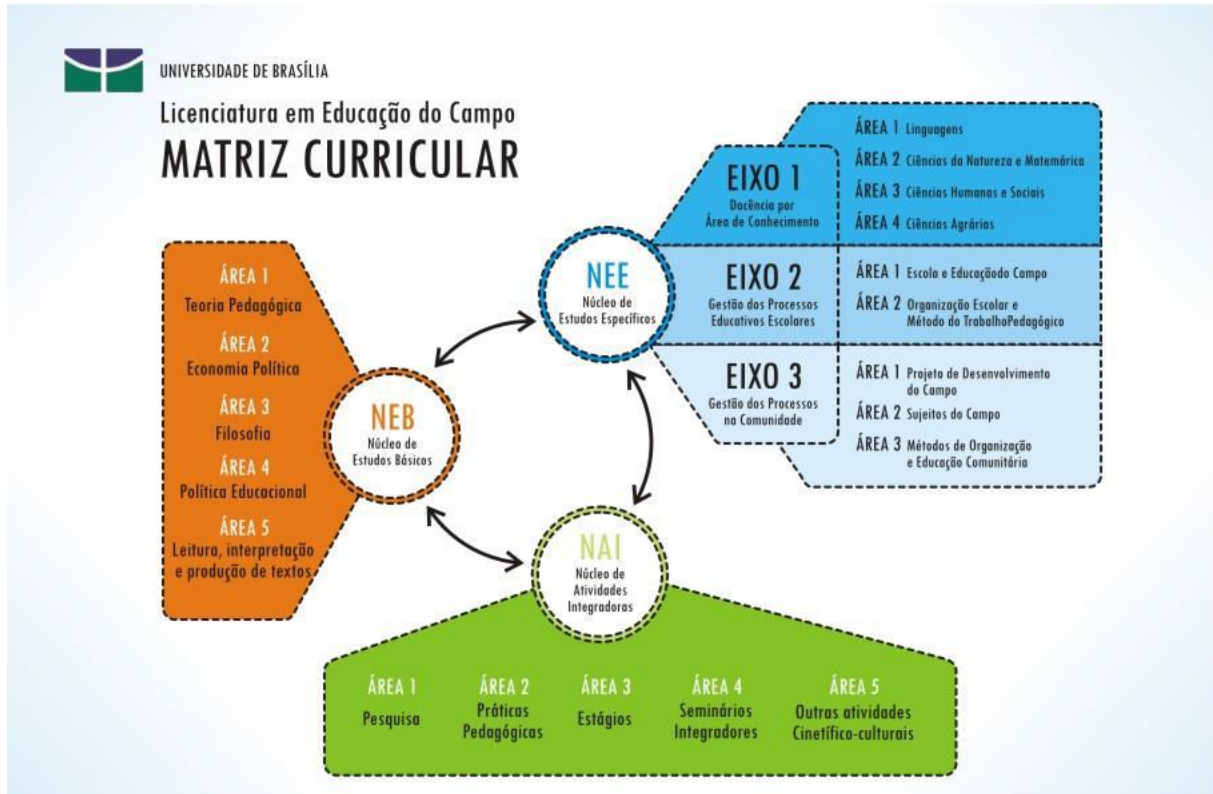 UNIVERSIDADE DE BRASÍLIA
Licenciatura em Educação do Campo
MATRIZ CURRICULAR
ÁREA 1
Teoria Pedagógica
ÁREA 2
Economia Política
ÁREA 3
Filosofia
ÁREA 4
Política Educacional
ÁREA 5
Leitura, interpretação
e produção de textos
NEB
Núcleo de
Estudos Básicos
NEE
Núcleo de
Estudos Específicos
EIXO 1
Docência por
Área de Conhecimento
ÁREA 1 Linguagens
ÁREA 2 Ciências da Natureza e Matemárica
ÁREA 3 Ciências Humanas e Sociais
ÁREA 4 Ciências Agrárias
EIXO 2
Gestão dos Processos
Educativos Escolares
ÁREA 1 Escola e Educaçãodo Campo
ÁREA 2 Organização Escolar e
Método do TrabalhoPedagógico
EIXO 3
Gestão dos Processos
na Comunidade
ÁREA 1 Projeto de Desenvolvimento
do Campo
ÁREA 2 Sujeitos do Campo
ÁREA 3 Métodos de Organização
e Educação Comunitária
NAI
Núcleo de
Atividades
Integradoras
ÁREA 1
Pesquisa
ÁREA 2
Práticas
Pedagógicas
ÁREA 3
Estágios
ÁREA 4
Seminários
Integradores
ÁREA 5
Outras atividades
Cinetífico-culturais